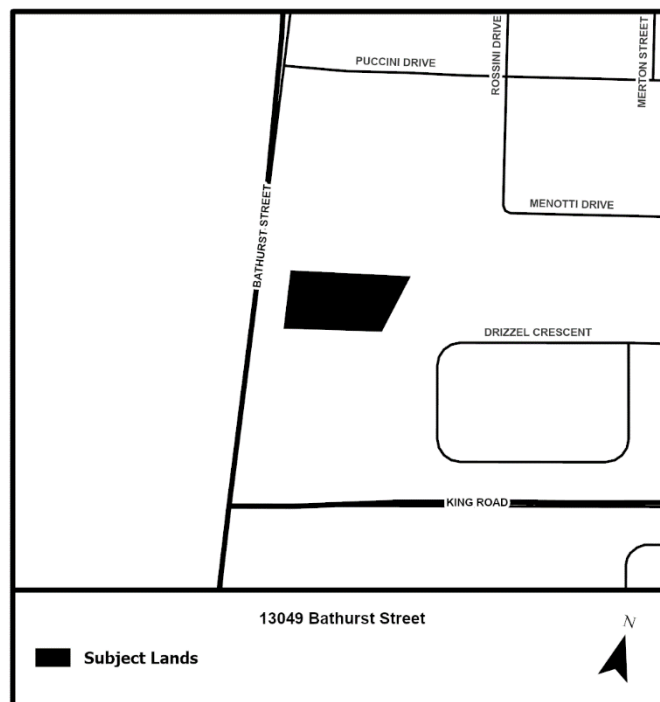 PUCCINI DRIVE
ROSSINI DRIVE
MERTON STREET
BATHURST STREET
MENOTTI DRIVE
DRIZZEL CRESCENT
KING ROAD
13049 Bathurst Street
N
Subject Lands